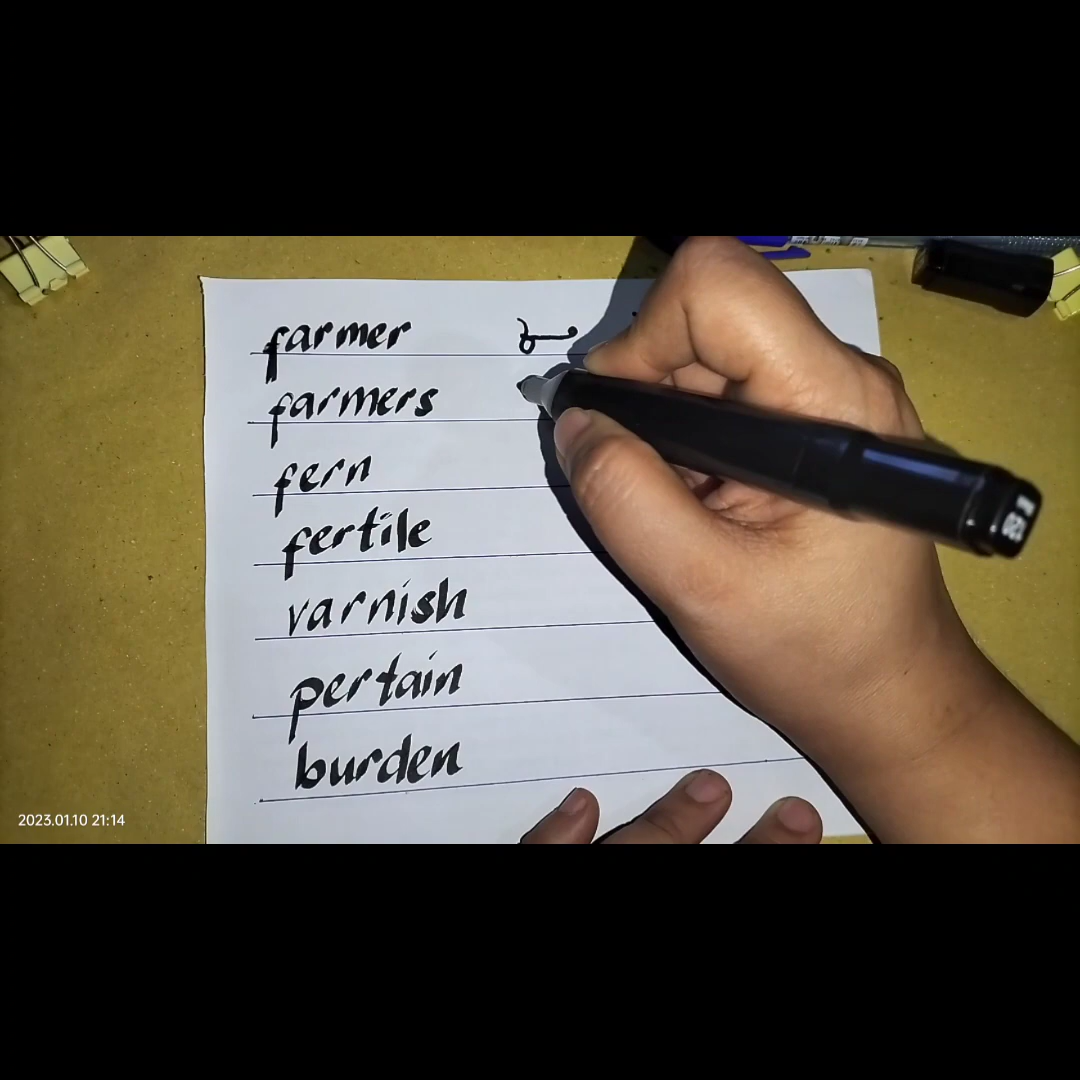 farmer
farmers
fern
fertile
varnish
pertain
burden
2023.01.10 21:14